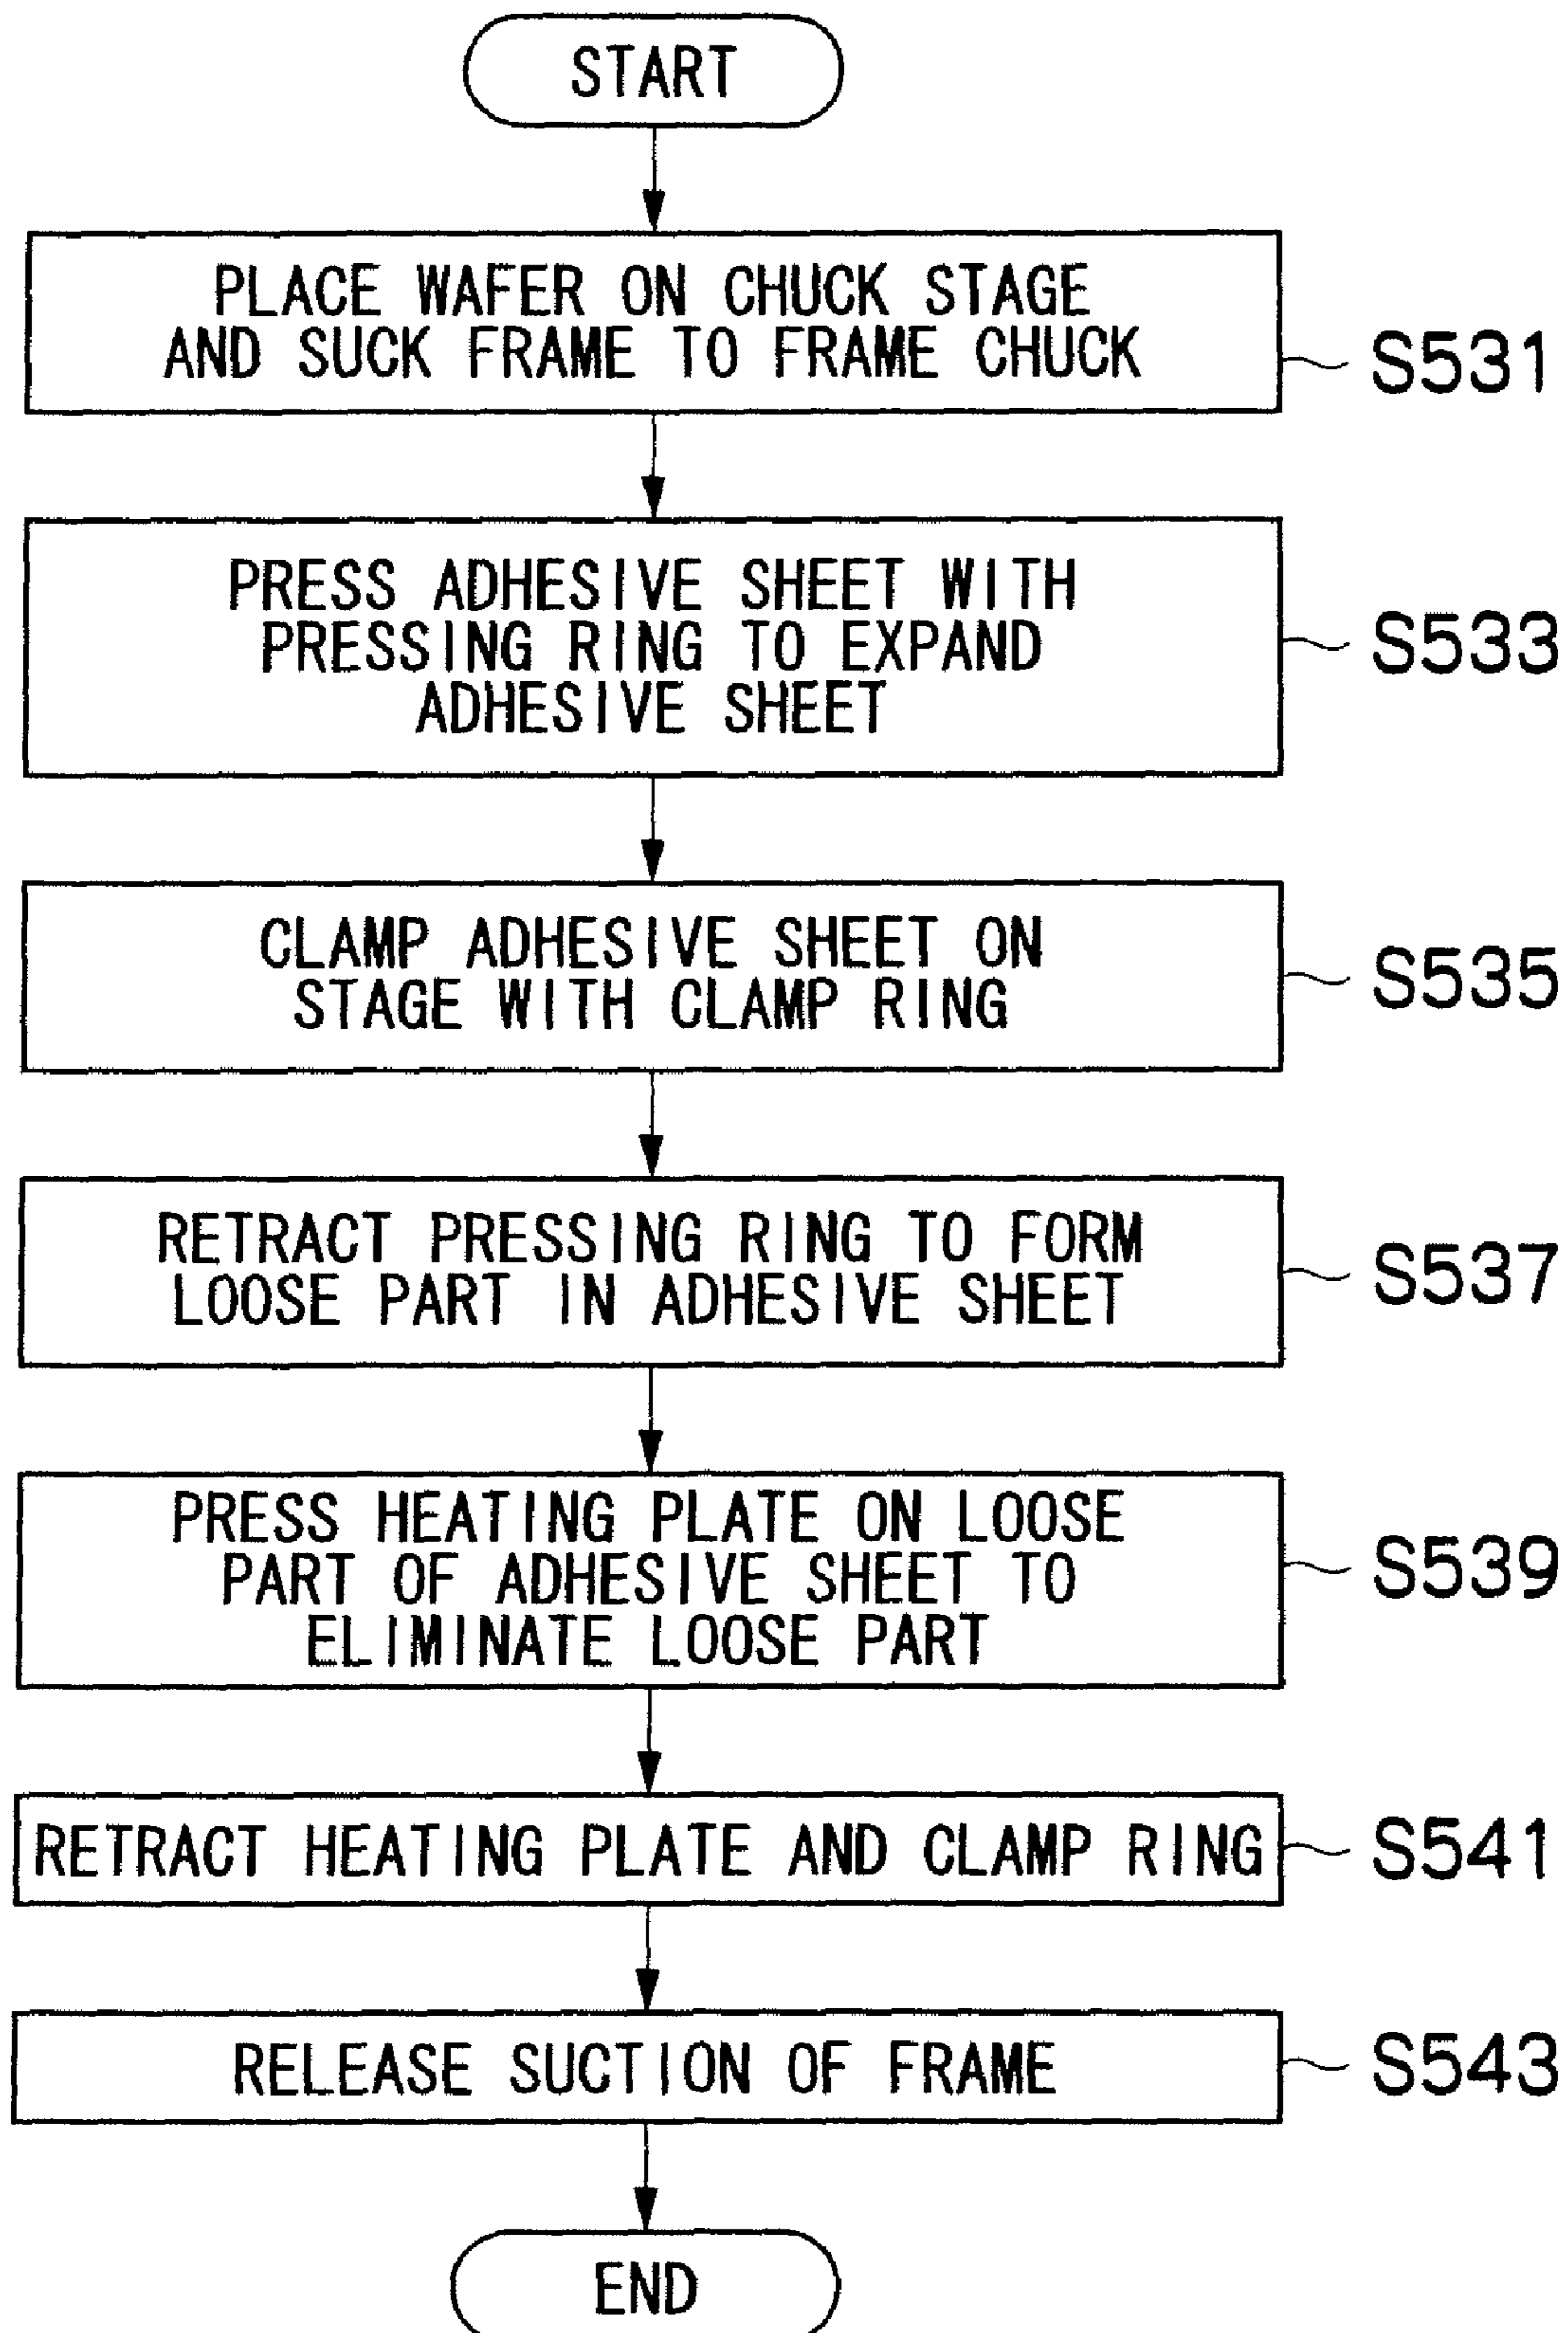 START
PLACE WAFER ON CHUCK STAGE
AND SUCK FRAME TO FRAME CHUCK
S531
PRESS ADHESIVE SHEET WITH
PRESSING RING TO EXPAND
ADHESIVE SHEET
S533
CLAMP ADHESIVE SHEET ON
STAGE WITH CLAMP RING
S535
RETRACT PRESSING RING TO FORM
LOOSE PART IN ADHESIVE SHEET
S537
PRESS HEATING PLATE ON LOOSE
PART OF ADHESIVE SHEET TO
ELIMINATE LOOSE PART
S539
RETRACT HEATING PLATE AND CLAMP RING
S541
RELEASE SUCTION OF FRAME
S543
END